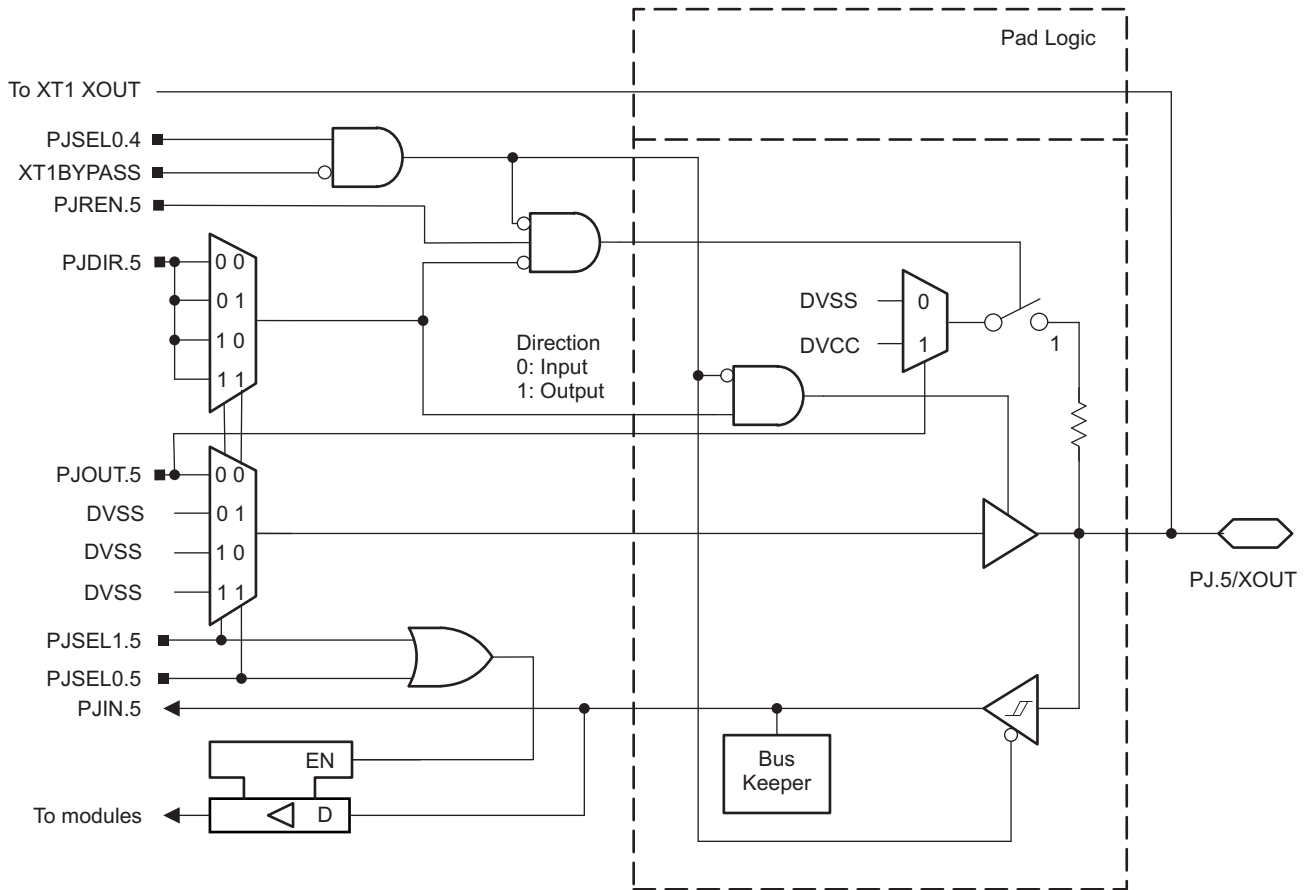 Pad Logic
To XT1 XOUT
PJSEL0.4
XT1BYPASS
PJREN.5
PJDIR.5
0 0
0 1
1 0
1 1
Direction
0: Input
1: Output
DVSS
0
DVCC
1
1
PJOUT.5
0 0
DVSS
0 1
DVSS
1 0
DVSS
1 1
PJ.5/XOUT
PJSEL1.5
PJSEL0.5
PJIN.5
EN
Bus
Keeper
To modules
D